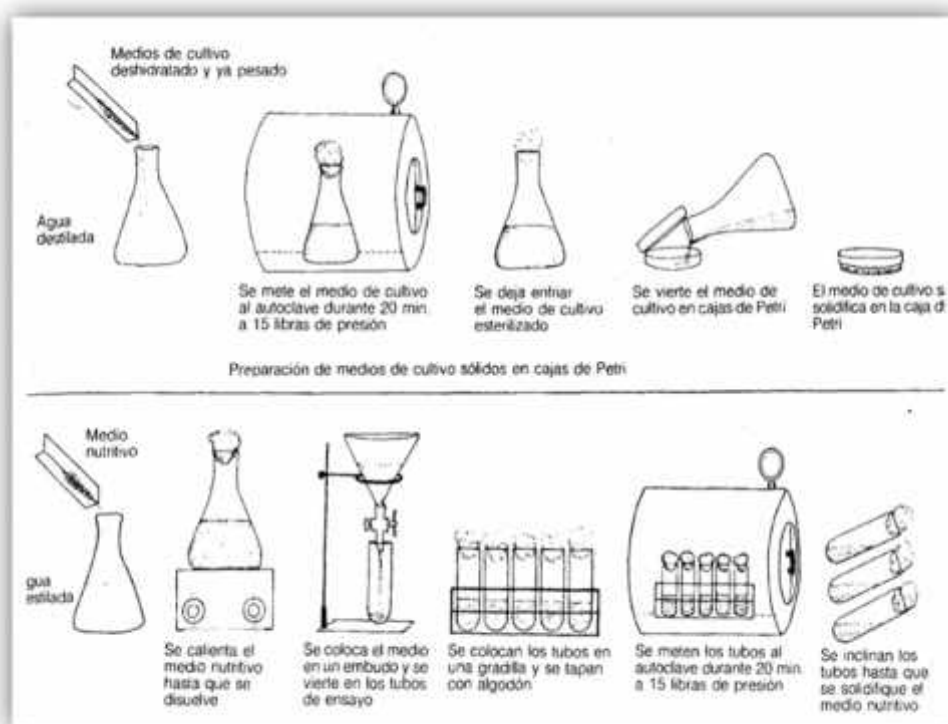 Medios de cultivo
deshidratado y ya pesado
Agua
destilada
Se mete el medio de cultivo
al autoclave durante 20 min.
a 15 libras de presión
Se deja enfriar
el medio de cultivo
esterilizado
Se vierte el medio de
cultivo en cajas de Petri
El medio de cultivo s
solidifica en la caja d
Petri
Preparación de medios de cultivo sólidos en cajas de Petri
Medio
nutritivo
gua
estilada
Se calienta el
medio nutritivo
hasta que se
disuelve
Se coloca el medio
en un embudo y se
vierte en los tubos
de ensayo
Se colocan los tubos en
una gradilla y se tapan
con algodón
Se meten los tubos al
autoclave durante 20 min.
a 15 libras de presión
Se inclinan los
tubos hasta que
se solidifique el
medio nutritivo